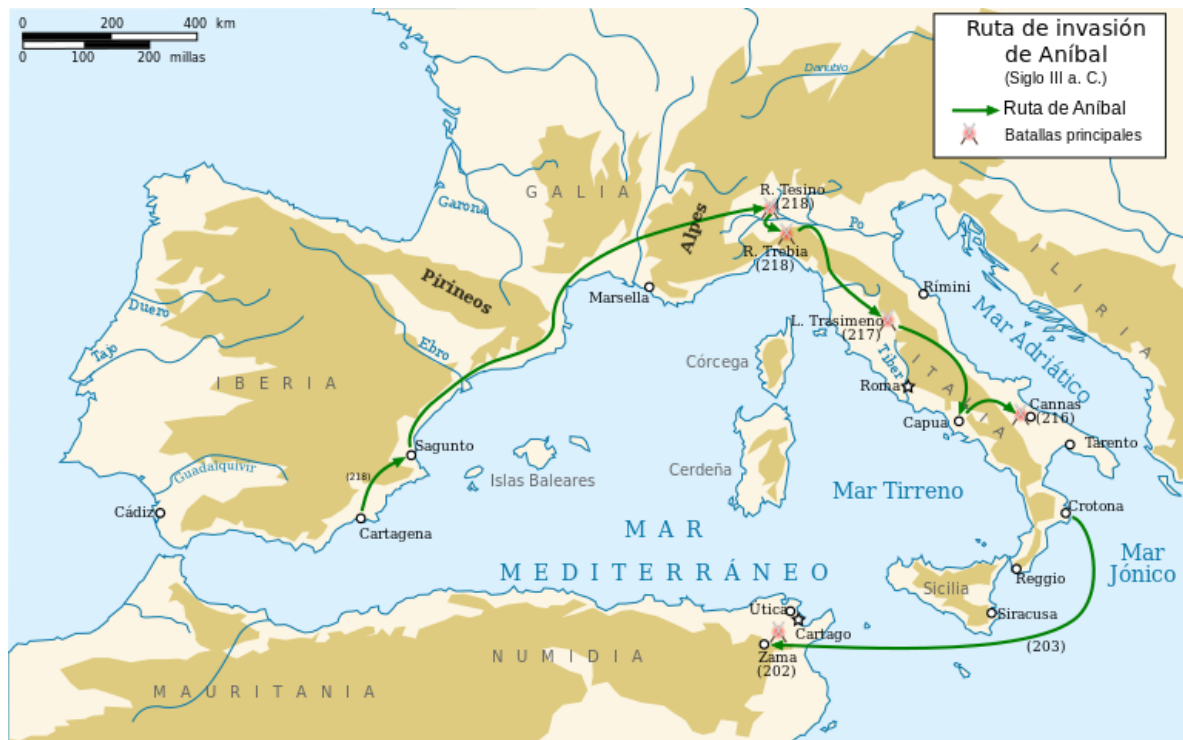 0 200 400 km
0 100 200 millas
Ruta de invasión
de Aníbal
(Siglo III a. C.)
Ruta de Aníbal
Batallas principales
Danubio
GALIA
Garona
Alpes
R. Tesino
(218)
Po
R. Trebia
(218)
ILIRIA
Pirineos
Marsella
Rímini
Mar Adriático
Duero
Tajo
Ebro
IBERIA
L. Trasimeno
(217)
Tíber
ITALIA
Córcega
Roma
Capua
Cannas
(216)
Tarento
Sagunto
(218)
Guadalquivir
Islas Baleares
Cerdeña
Mar Tirreno
Cádiz
Cartagena
MAR
MEDITERRÁNEO
Crotona
Mar
Jónico
Reggio
Sicilia
Siracusa
Útica
Cartago
Zama
(202)
(203)
NUMIDIA
MAURITANIA